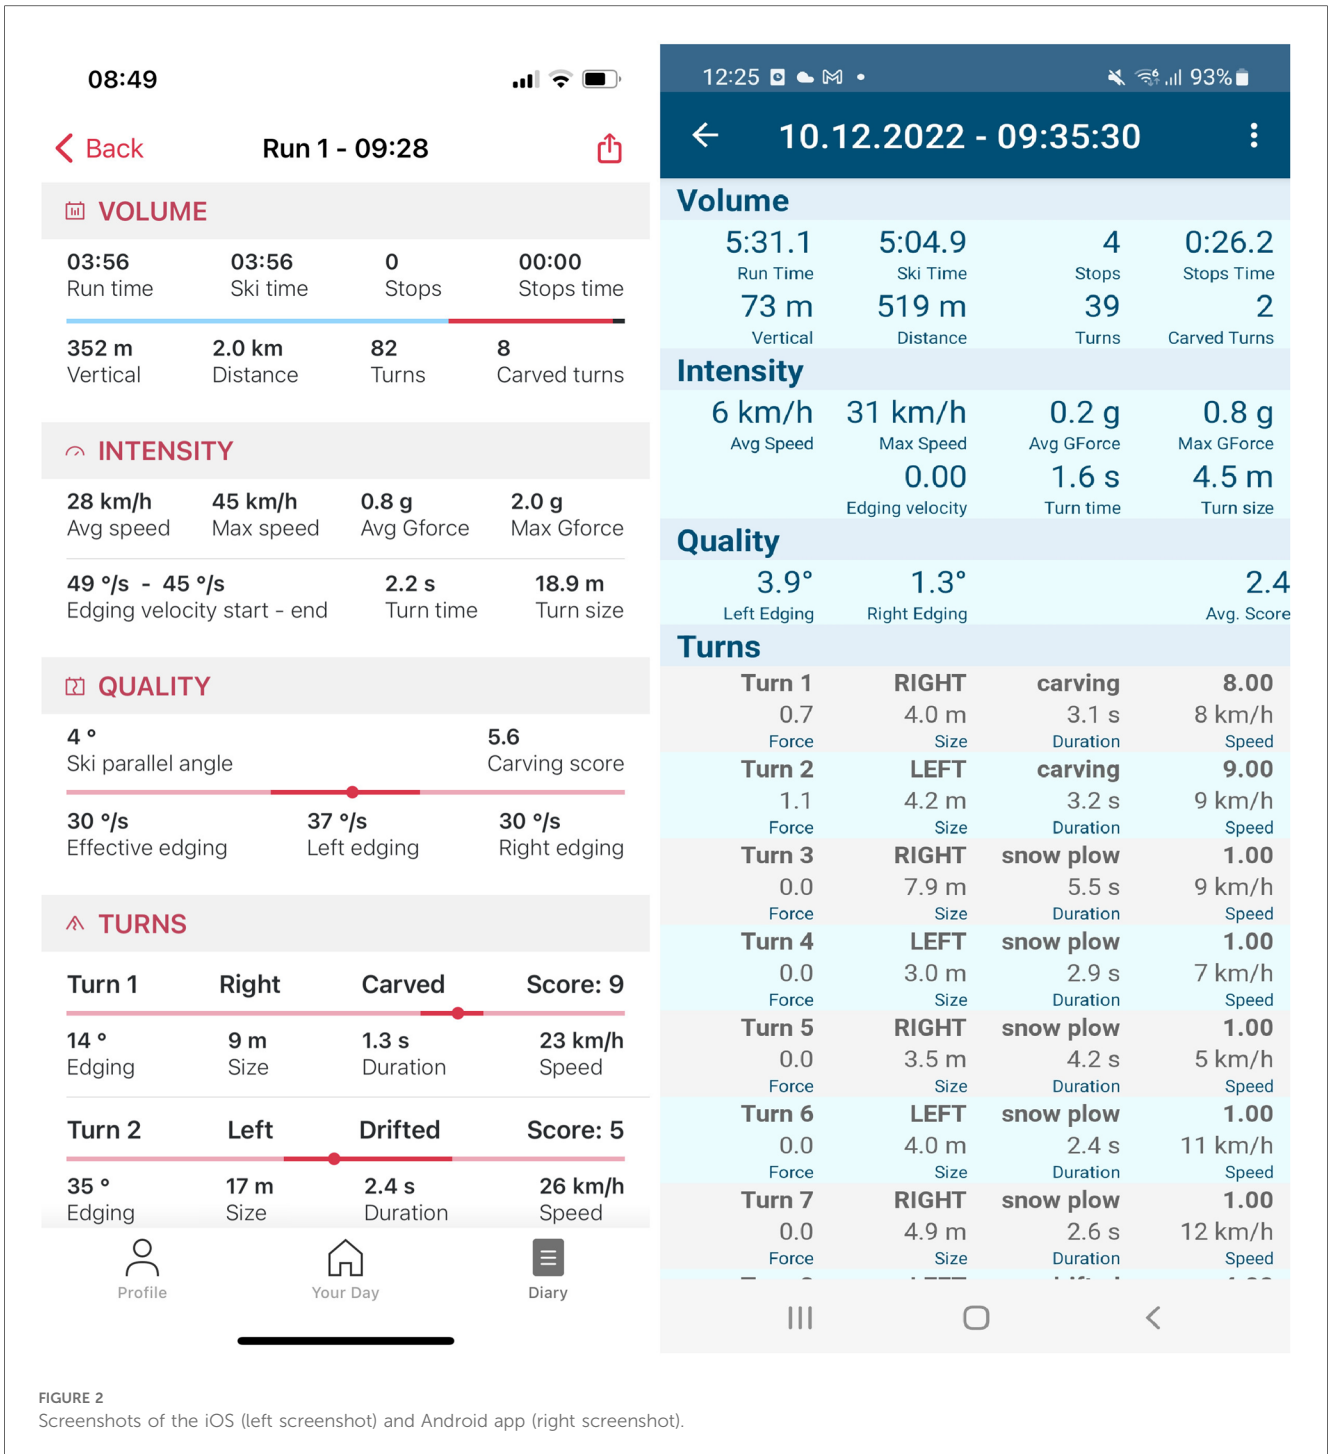 08:49
Back Run 1 - 09:28
VOLUME
03:56 03:56 0 00:00
Run time Ski time Stops Stops time
352 m 2.0 km 82 8
Vertical Distance Turns Carved turns
INTENSITY
28 km/h 45 km/h 0.8 g 2.0 g
Avg speed Max speed Avg Gforce Max Gforce
49 °/s - 45 °/s 2.2 s 18.9 m
Edging velocity start - end Turn time Turn size
QUALITY
4 ° 5.6
Ski parallel angle Carving score
30 °/s 37 °/s 30 °/s
Effective edging Left edging Right edging
TURNS
Turn 1 Right Carved Score: 9
14 ° 9 m 1.3 s 23 km/h
Edging Size Duration Speed
Turn 2 Left Drifted Score: 5
35 ° 17 m 2.4 s 26 km/h
Edging Size Duration Speed
Profile Your Day Diary
12:25 93%
10.12.2022 - 09:35:30
Volume
5:31.1 5:04.9 4 0:26.2
Run Time Ski Time Stops Stops Time
73 m 519 m 39 2
Vertical Distance Turns Carved Turns
Intensity
6 km/h 31 km/h 0.2 g 0.8 g
Avg Speed Max Speed Avg GForce Max GForce
0.00 1.6 s 4.5 m
Edging velocity Turn time Turn size
Quality
3.9° 1.3° 2.4
Left Edging Right Edging Avg. Score
Turns
Turn 1 RIGHT carving 8.00
0.7 4.0 m 3.1 s 8 km/h
Force Size Duration Speed
Turn 2 LEFT carving 9.00
1.1 4.2 m 3.2 s 9 km/h
Force Size Duration Speed
Turn 3 RIGHT snow plow 1.00
0.0 7.9 m 5.5 s 9 km/h
Force Size Duration Speed
Turn 4 LEFT snow plow 1.00
0.0 3.0 m 2.9 s 7 km/h
Force Size Duration Speed
Turn 5 RIGHT snow plow 1.00
0.0 3.5 m 4.2 s 5 km/h
Force Size Duration Speed
Turn 6 LEFT snow plow 1.00
0.0 4.0 m 2.4 s 11 km/h
Force Size Duration Speed
Turn 7 RIGHT snow plow 1.00
0.0 4.9 m 2.6 s 12 km/h
Force Size Duration Speed
FIGURE 2
Screenshots of the iOS (left screenshot) and Android app (right screenshot).